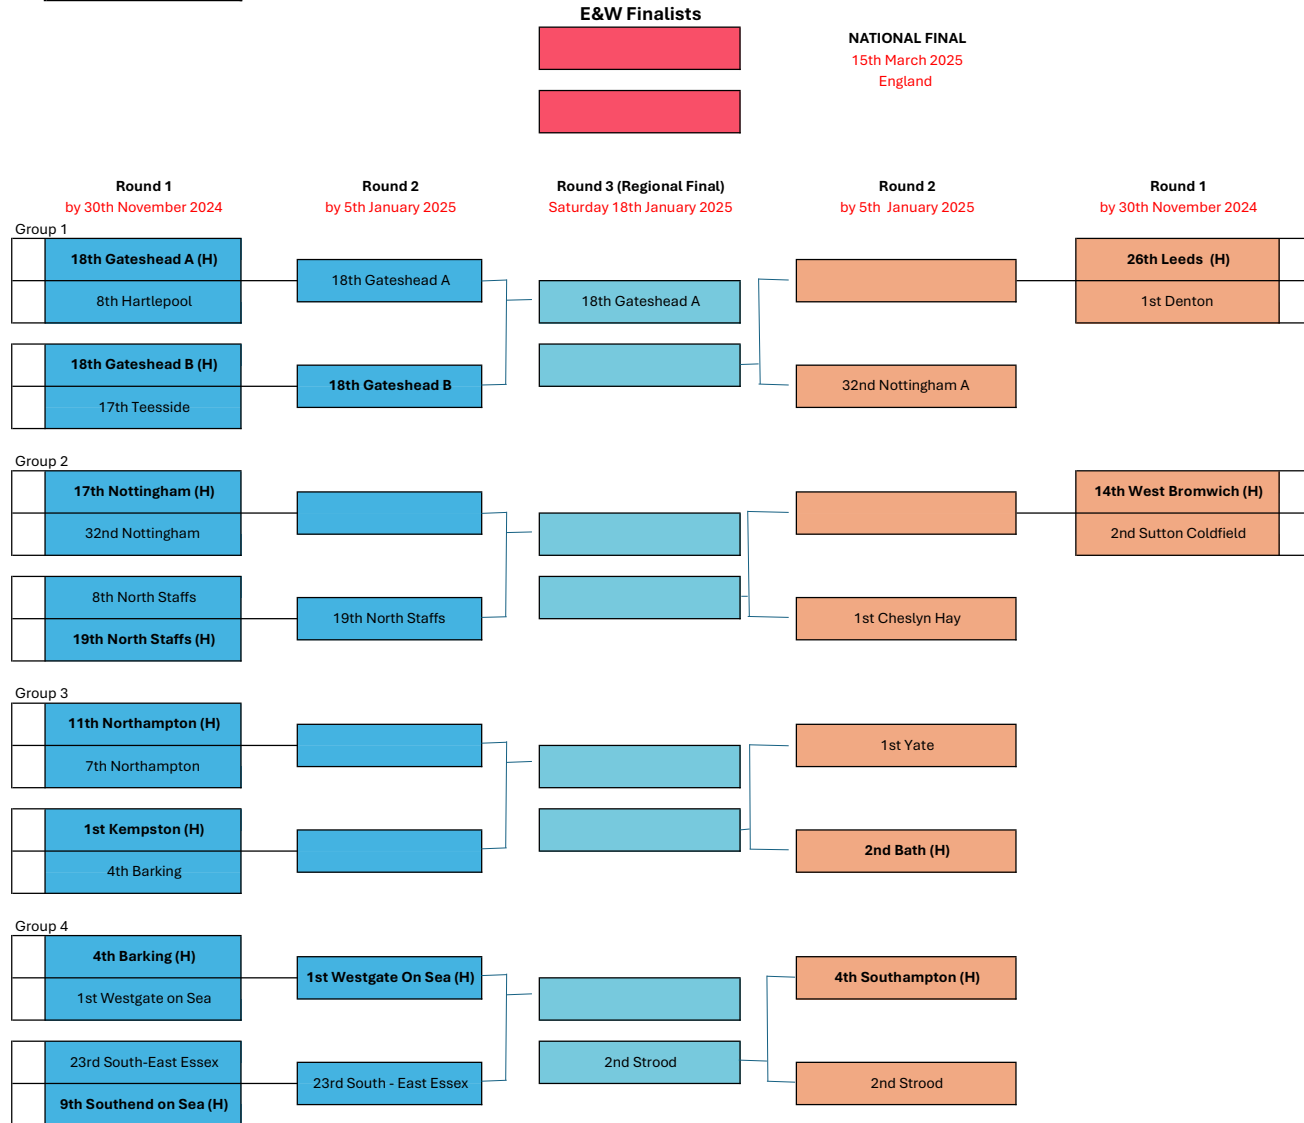 E&W Finalists
NATIONAL FINAL
15th March 2025
England
Round 1
by 30th November 2024
Round 2
by 5th January 2025
Round 3 (Regional Final)
Saturday 18th January 2025
Round 2
by 5th  January 2025
Round 1
by 30th November 2024
Group 1
18th Gateshead A (H)
8th Hartlepool
18th Gateshead B (H)
17th Teesside
18th Gateshead A
18th Gateshead B
18th Gateshead A
32nd Nottingham A
26th Leeds  (H)
1st Denton
Group 2
17th Nottingham (H)
32nd Nottingham
8th North Staffs
19th North Staffs (H)
19th North Staffs
1st Cheslyn Hay
14th West Bromwich (H)
2nd Sutton Coldfield
Group 3
11th Northampton (H)
7th Northampton
1st Kempston (H)
4th Barking
1st Yate
2nd Bath (H)
Group 4
4th Barking (H)
1st Westgate on Sea
23rd South-East Essex
9th Southend on Sea (H)
1st Westgate On Sea (H)
23rd South - East Essex
2nd Strood
4th Southampton (H)
2nd Strood